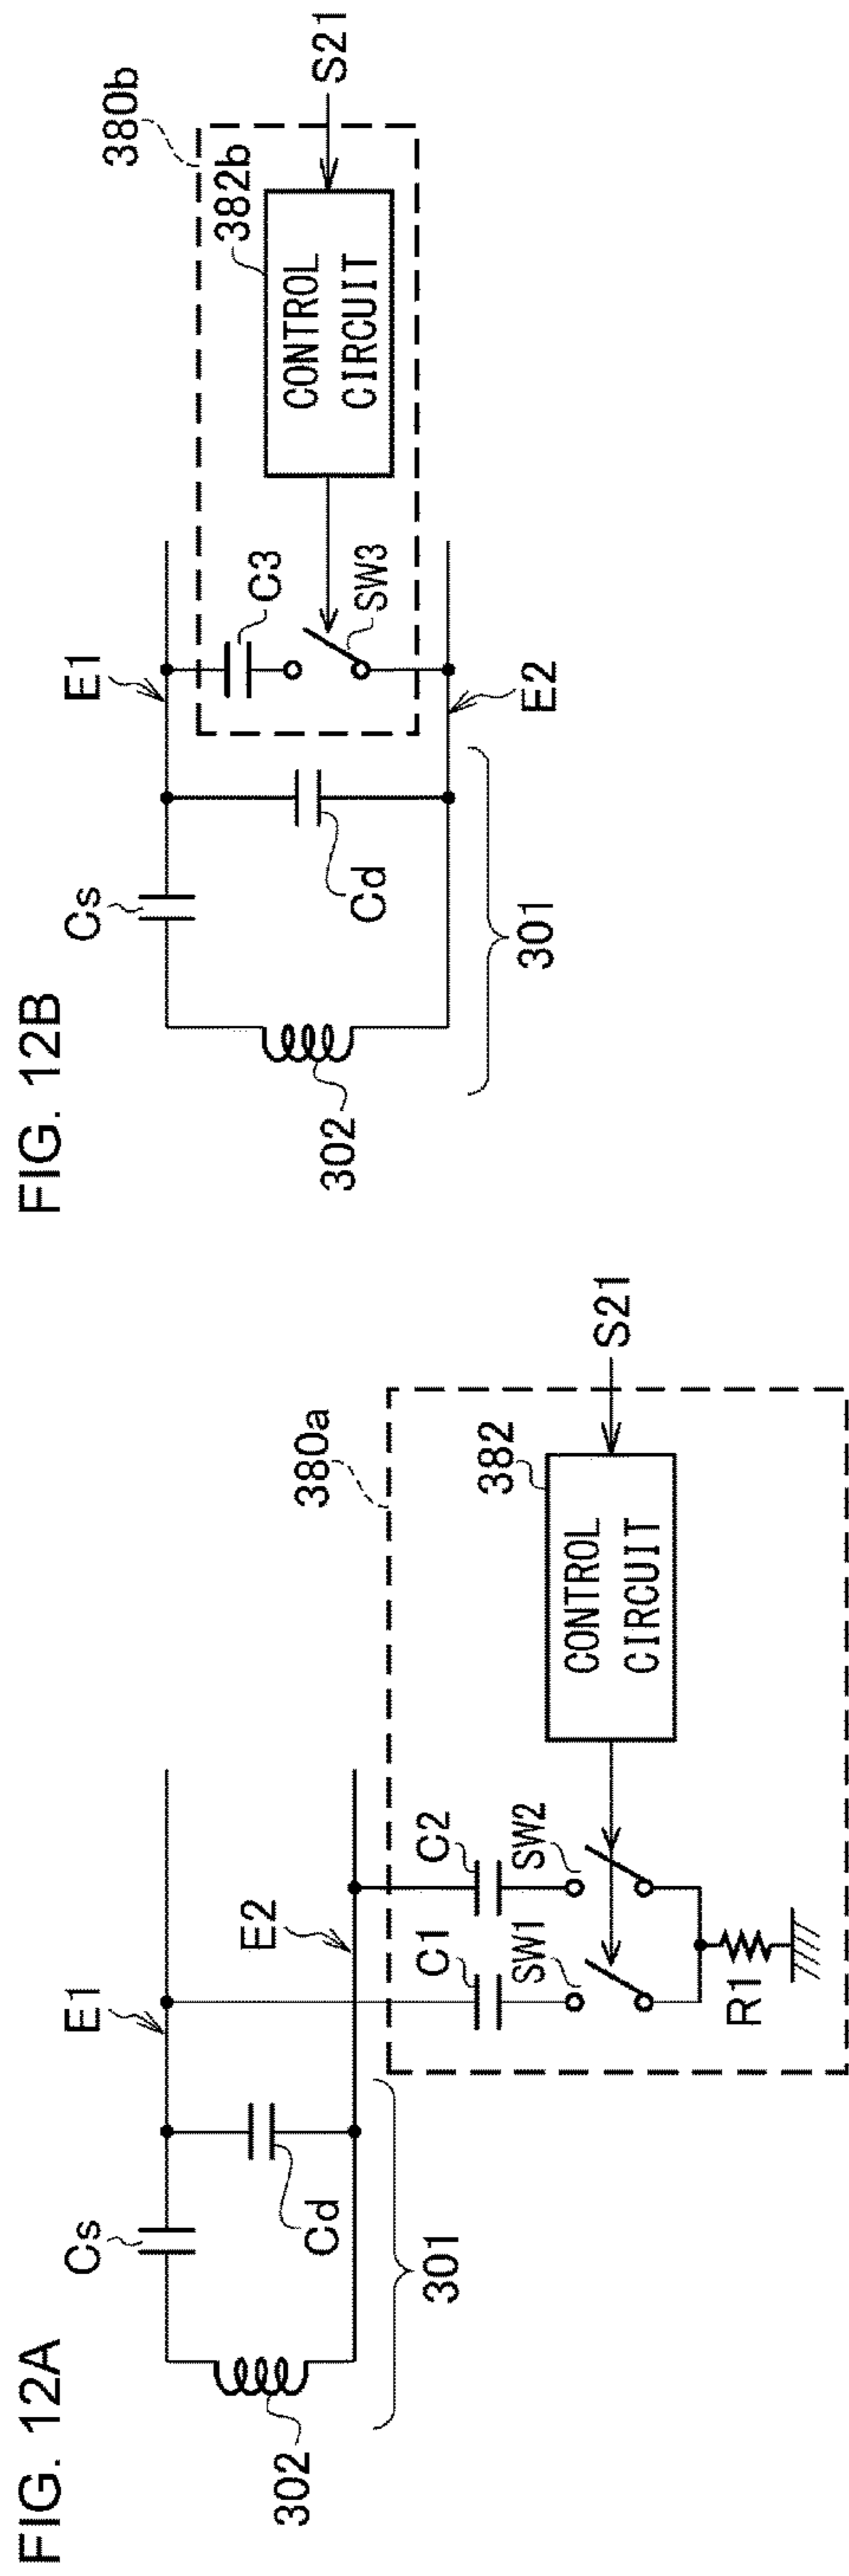 FIG. 12A
302
Cs
Cd
301
E1
E2
C1
C2
SW1
SW2
R1
380a
382
CONTROL
CIRCUIT
S21
FIG. 12B
302
Cs
Cd
301
E1
E2
C3
SW3
380b
382b
CONTROL
CIRCUIT
S21